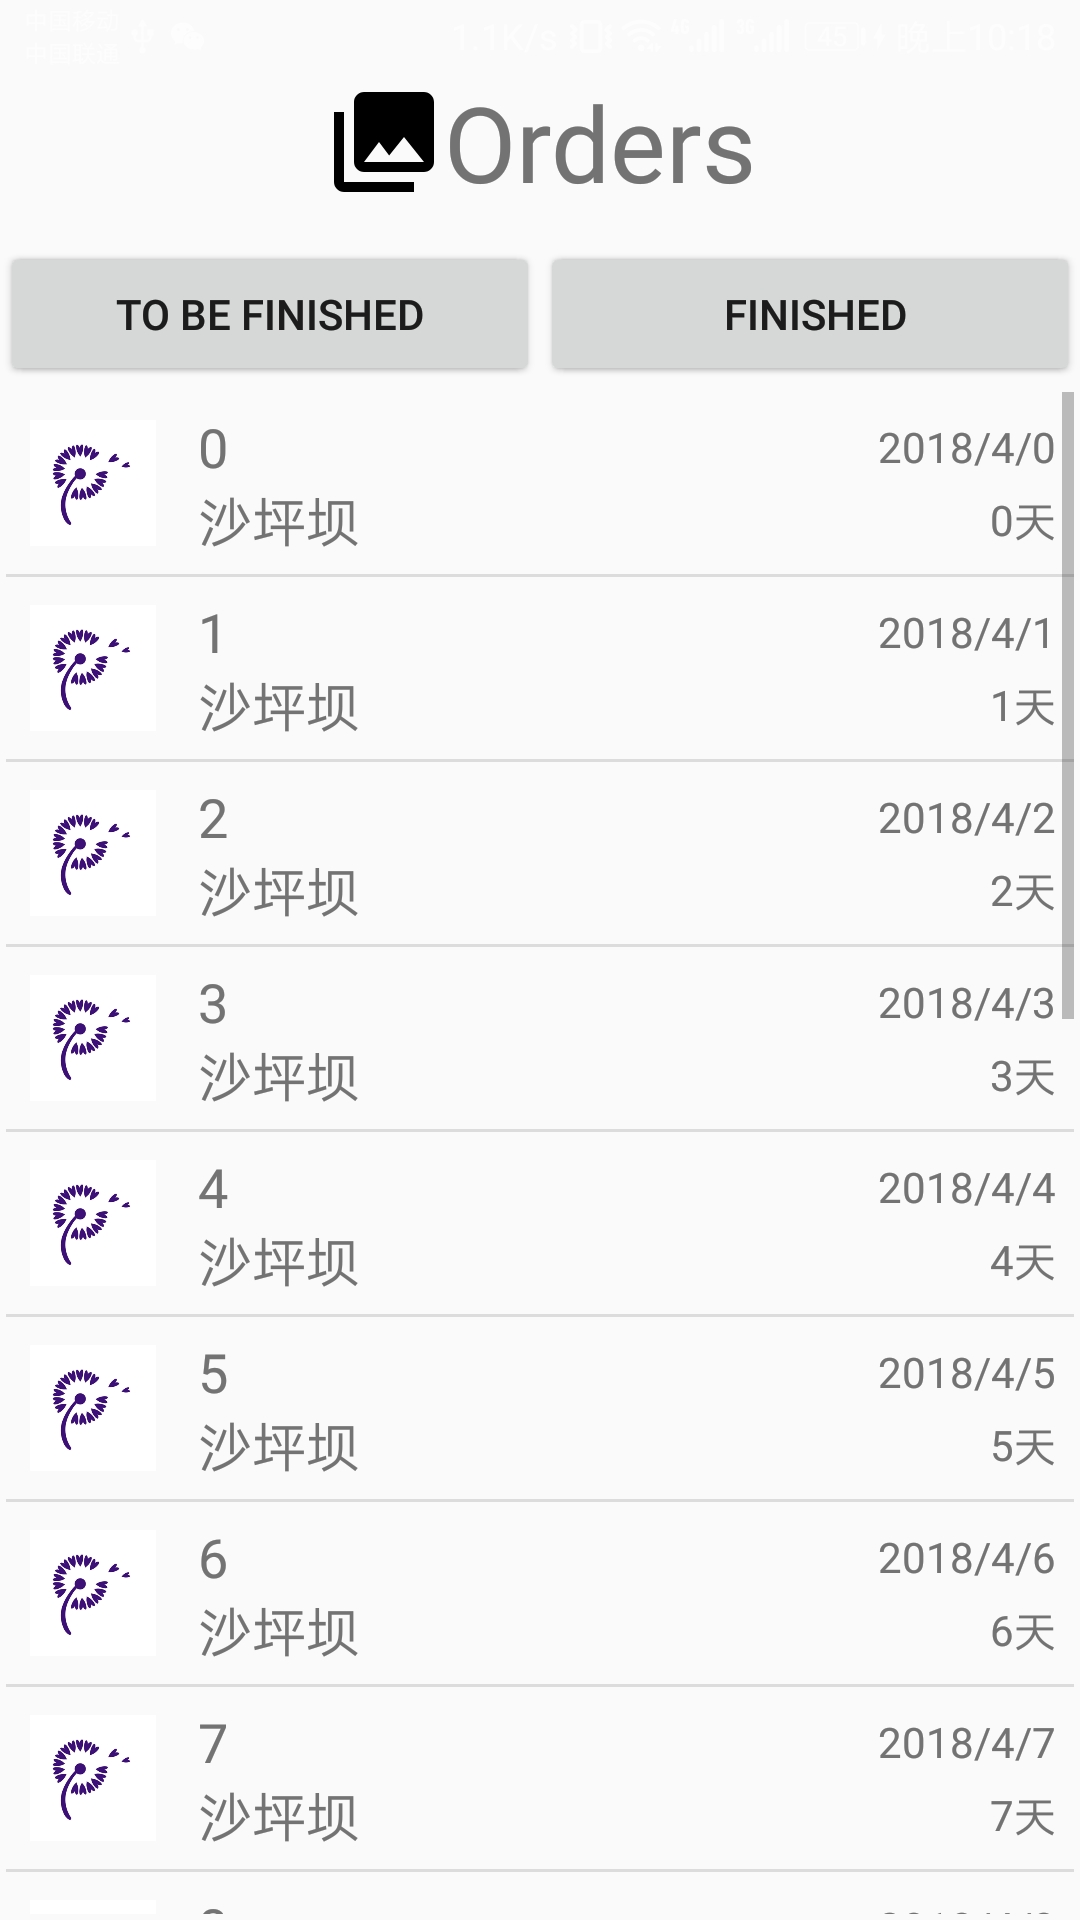 中国移动
中国联通
1.1K/s 45 晚上10:18
Orders
TO BE FINISHED FINISHED
0 2018/4/0
沙坪坝 0天
1 2018/4/1
沙坪坝 1天
2 2018/4/2
沙坪坝 2天
3 2018/4/3
沙坪坝 3天
4 2018/4/4
沙坪坝 4天
5 2018/4/5
沙坪坝 5天
6 2018/4/6
沙坪坝 6天
7 2018/4/7
沙坪坝 7天